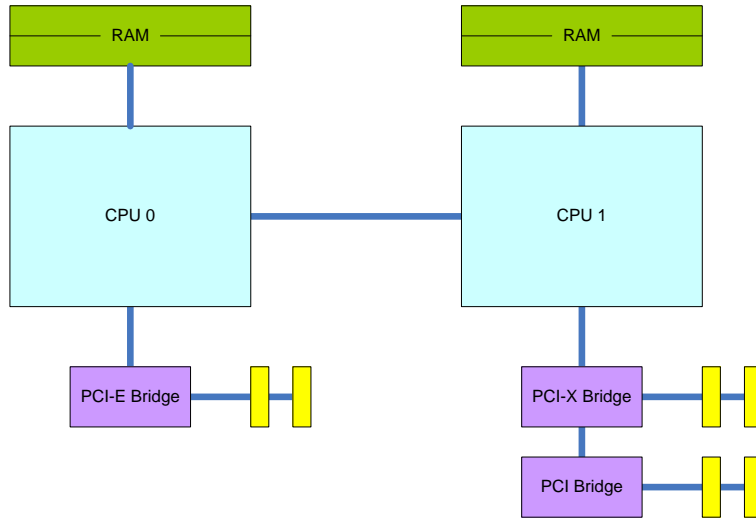 RAM
RAM
CPU 0
CPU 1
PCI-E Bridge
PCI-X Bridge
PCI Bridge